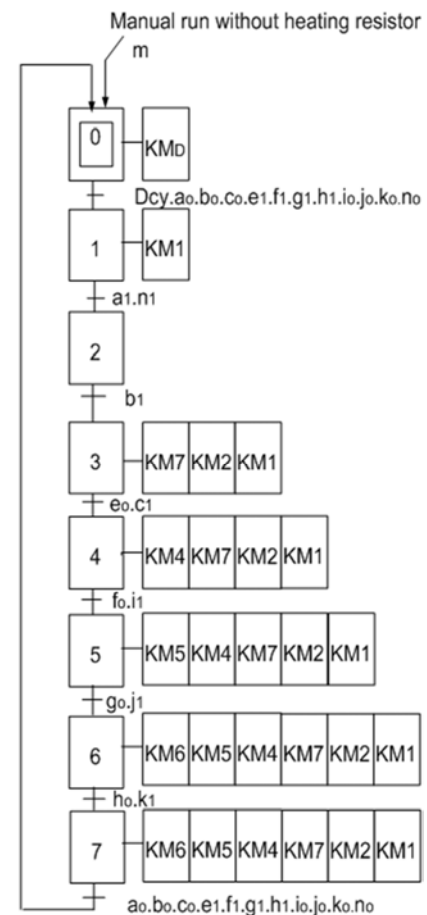 Manual run without heating resistor
m
0
KMD
Dcy.a0.b0.c0.e1.f1.g1.h1.i0.j0.k0.n0
1
KM1
a1.n1
2
b1
3
KM7 KM2 KM1
e0.c1
4
KM4 KM7 KM2 KM1
f0.i1
5
KM5 KM4 KM7 KM2 KM1
g0.j1
6
KM6 KM5 KM4 KM7 KM2 KM1
h0.k1
7
KM6 KM5 KM4 KM7 KM2 KM1
a0.b0.c0.e1.f1.g1.h1.i0.j0.k0.n0